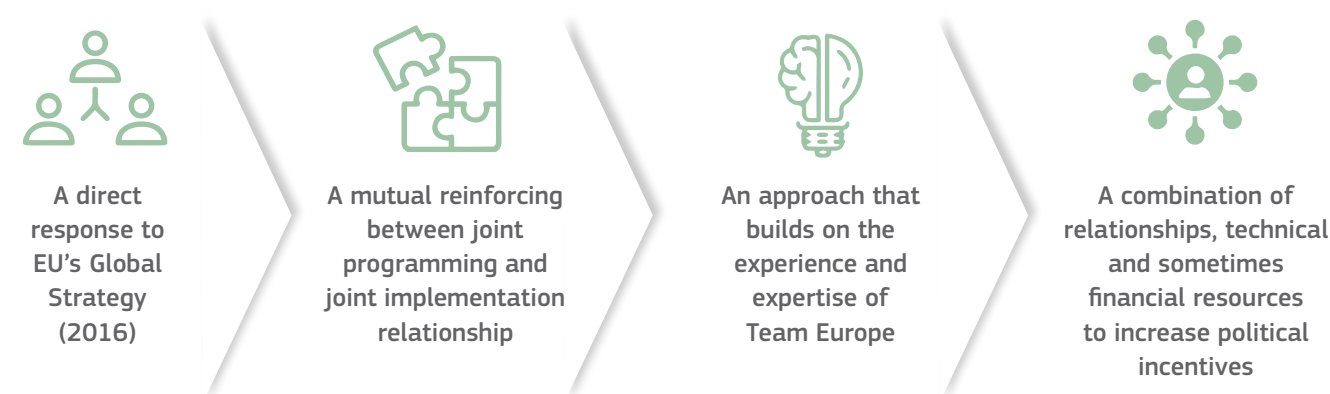 A direct
response to
EU's Global
Strategy
(2016)
A mutual reinforcing
between joint
programming and
joint implementation
relationship
An approach that
builds on the
experience and
expertise of
Team Europe
A combination of
relationships, technical
and sometimes
financial resources
to increase political
incentives